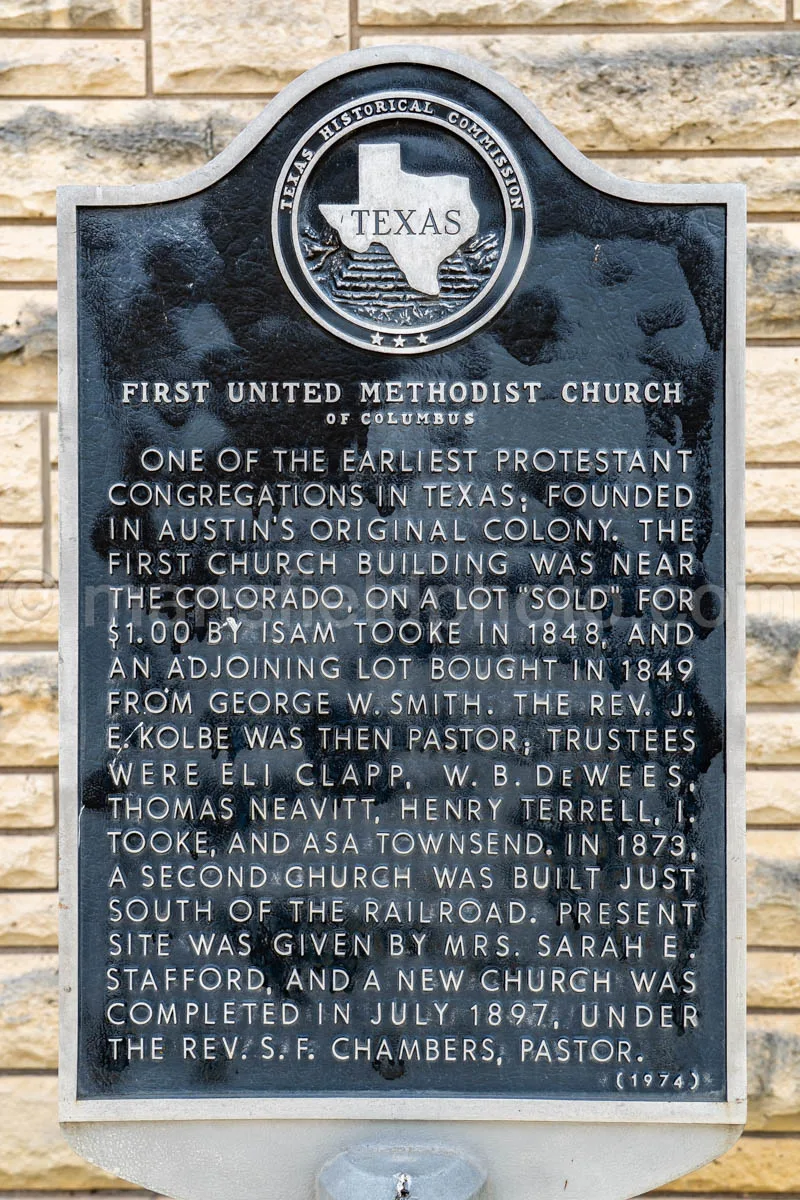 TEXAS HISTORICAL COMMISSION
TEXAS
FIRST UNITED METHODIST CHURCH
OF COLUMBUS
ONE OF THE EARLIEST PROTESTANT
CONGREGATIONS IN TEXAS; FOUNDED
IN AUSTIN'S ORIGINAL COLONY. THE
FIRST CHURCH BUILDING WAS NEAR
THE COLORADO, ON A LOT "SOLD" FOR
$1.00 BY ISAM TOOKE IN 1848, AND
AN ADJOINING LOT BOUGHT IN 1849
FROM GEORGE W. SMITH. THE REV. J.
E. KOLBE WAS THEN PASTOR; TRUSTEES
WERE ELI CLAPP, W. B. DeWEES,
THOMAS NEAVITT, HENRY TERRELL, I.
TOOKE, AND ASA TOWNSEND. IN 1873,
A SECOND CHURCH WAS BUILT JUST
SOUTH OF THE RAILROAD. PRESENT
SITE WAS GIVEN BY MRS. SARAH E.
STAFFORD, AND A NEW CHURCH WAS
COMPLETED IN JULY 1897, UNDER
THE REV. S. F. CHAMBERS, PASTOR.
(1974)